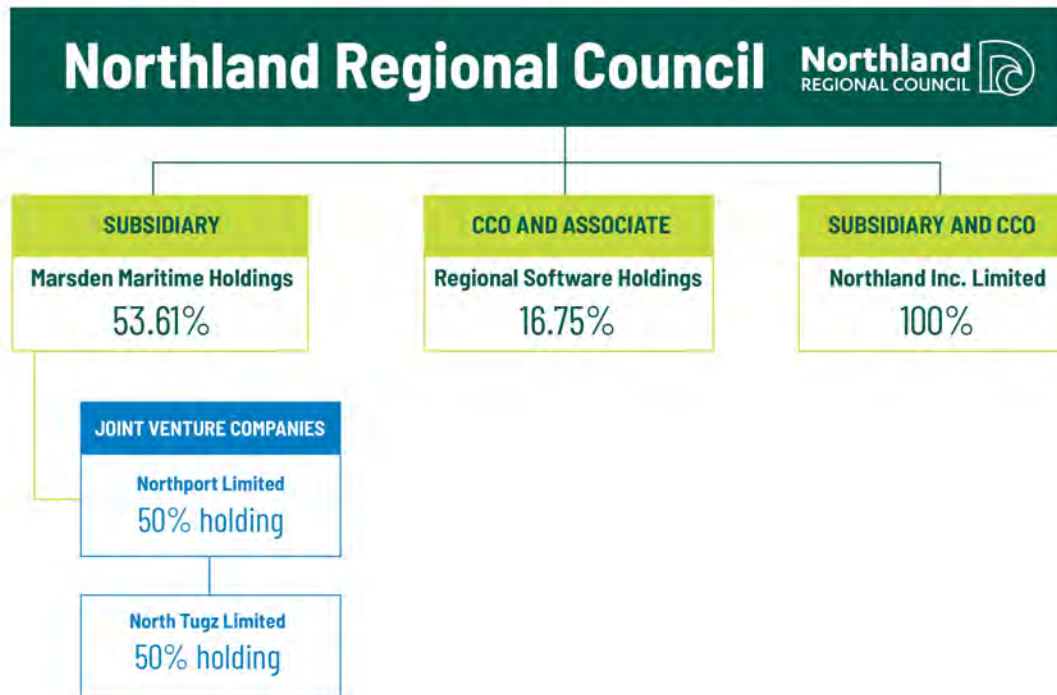 Northland Regional Council
Northland
REGIONAL COUNCIL
SUBSIDIARY
Marsden Maritime Holdings
53.61%
CCO AND ASSOCIATE
Regional Software Holdings
16.75%
SUBSIDIARY AND CCO
Northland Inc. Limited
100%
JOINT VENTURE COMPANIES
Northport Limited
50% holding
North Tugz Limited
50% holding